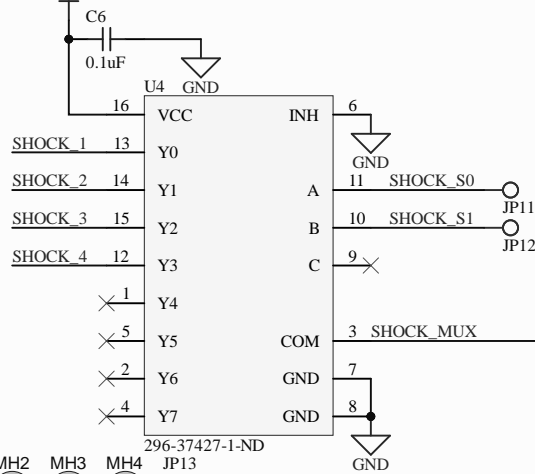 C6
0.1uF
GND
U4
16 VCC INH 6
GND
SHOCK_1 13 Y0
SHOCK_2 14 Y1 A 11 SHOCK_S0
JP11
SHOCK_3 15 Y2 B 10 SHOCK_S1
JP12
SHOCK_4 12 Y3 C 9
1 Y4
5 Y5 COM 3 SHOCK_MUX
2 Y6 GND 7
4 Y7 GND 8
296-37427-1-ND
GND
MH2 MH3 MH4 JP13